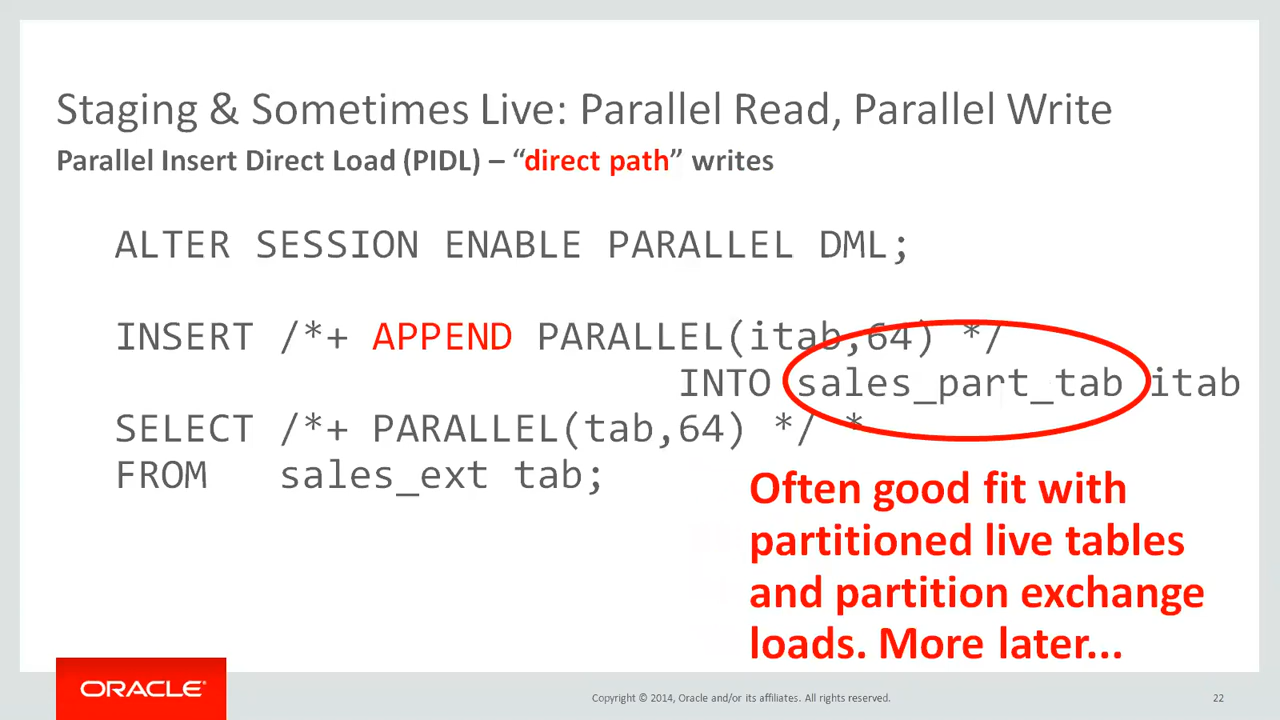 Staging & Sometimes Live: Parallel Read, Parallel Write
Parallel Insert Direct Load (PIDL) – “direct path” writes
ALTER SESSION ENABLE PARALLEL DML;
INSERT /*+ APPEND PARALLEL(itab,64) */
INTO sales_part_tab itab
SELECT /*+ PARALLEL(tab,64) */ *
FROM sales_ext tab;
Often good fit with
partitioned live tables
and partition exchange
loads. More later...
ORACLE®
Copyright © 2014, Oracle and/or its affiliates. All rights reserved.
22